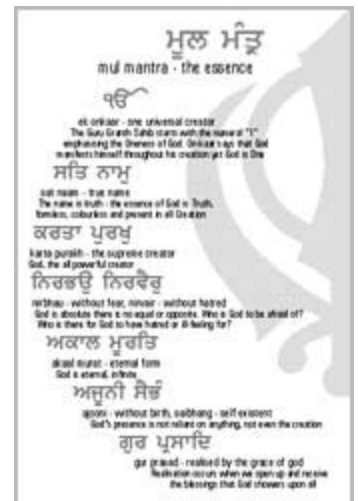 ਮੂਲ ਮੰਤ੍ਰ
mul mantra - the essence
ੴ
ek onkaar - one universal creator
The Guru Granth Sahib starts with the numeral "1"
emphasising the Oneness of God. Onkaar says that God
manifests himself throughout his creation yet God is One
ਸਤਿ ਨਾਮੁ
sat naam - true name
The name is truth - the essence of God is Truth,
formless, colourless and present in all Creation
ਕਰਤਾ ਪੁਰਖੁ
karta purakh - the supreme creator
God, the all powerful creator
ਨਿਰਭਉ ਨਿਰਵੈਰੁ
nirbhau - without fear, nirvair - without hatred
God is absolute there is no equal or opposite. Who is God to be afraid of?
Who is there for God to have hatred or ill-feeling for?
ਅਕਾਲ ਮੂਰਤਿ
akaal murat - eternal form
God is eternal, infinite
ਅਜੂਨੀ ਸੈਭੰ
ajooni - without birth, saibhang - self existent
God's presence is not reliant on anything, not even the creation
ਗੁਰ ਪ੍ਰਸਾਦਿ
gur prasad - realised by the grace of god
Realisation occurs when we open up and receive
the blessings that God showers upon all